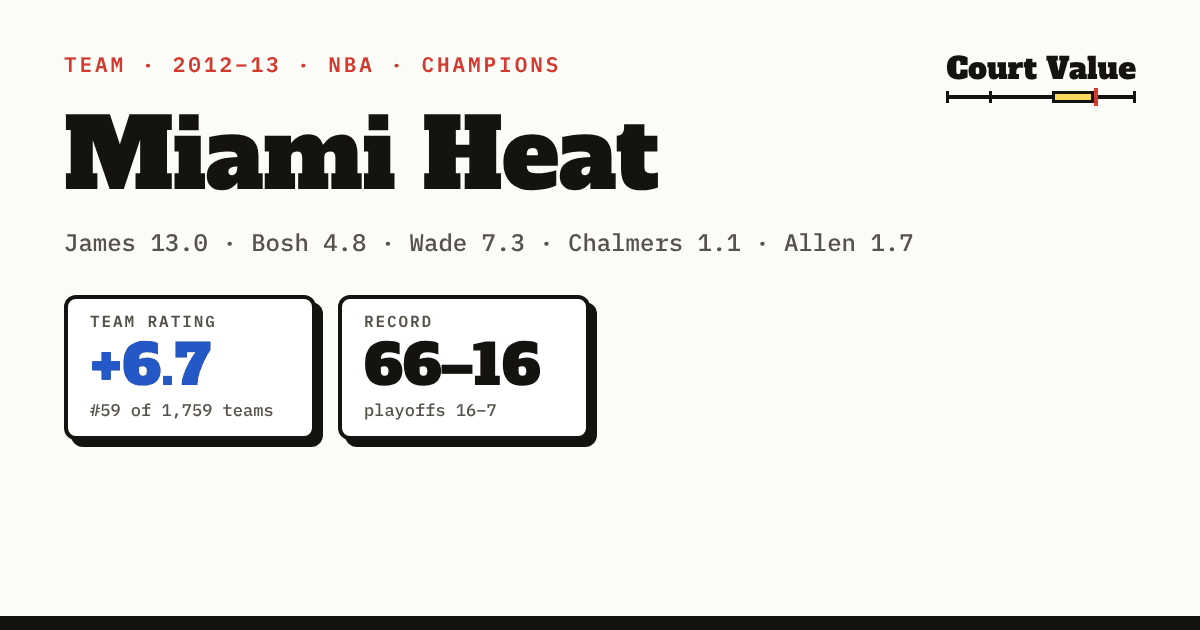 TEAM · 2012–13 · NBA · CHAMPIONS
Court Value
Miami Heat
James 13.0 · Bosh 4.8 · Wade 7.3 · Chalmers 1.1 · Allen 1.7
TEAM RATING
+6.7
#59 of 1,759 teams
RECORD
66–16
playoffs 16–7